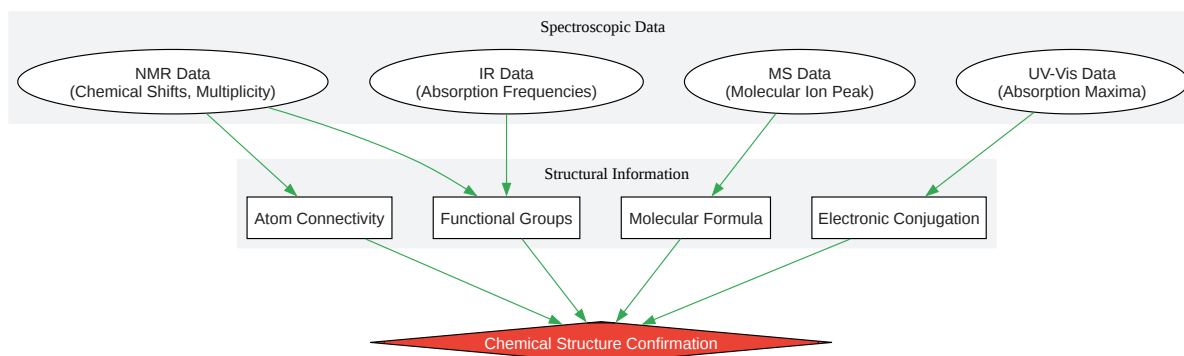 Spectroscopic Data
NMR Data
(Chemical Shifts, Multiplicity)
IR Data
(Absorption Frequencies)
MS Data
(Molecular Ion Peak)
UV-Vis Data
(Absorption Maxima)
Structural Information
Atom Connectivity
Functional Groups
Molecular Formula
Electronic Conjugation
Chemical Structure Confirmation